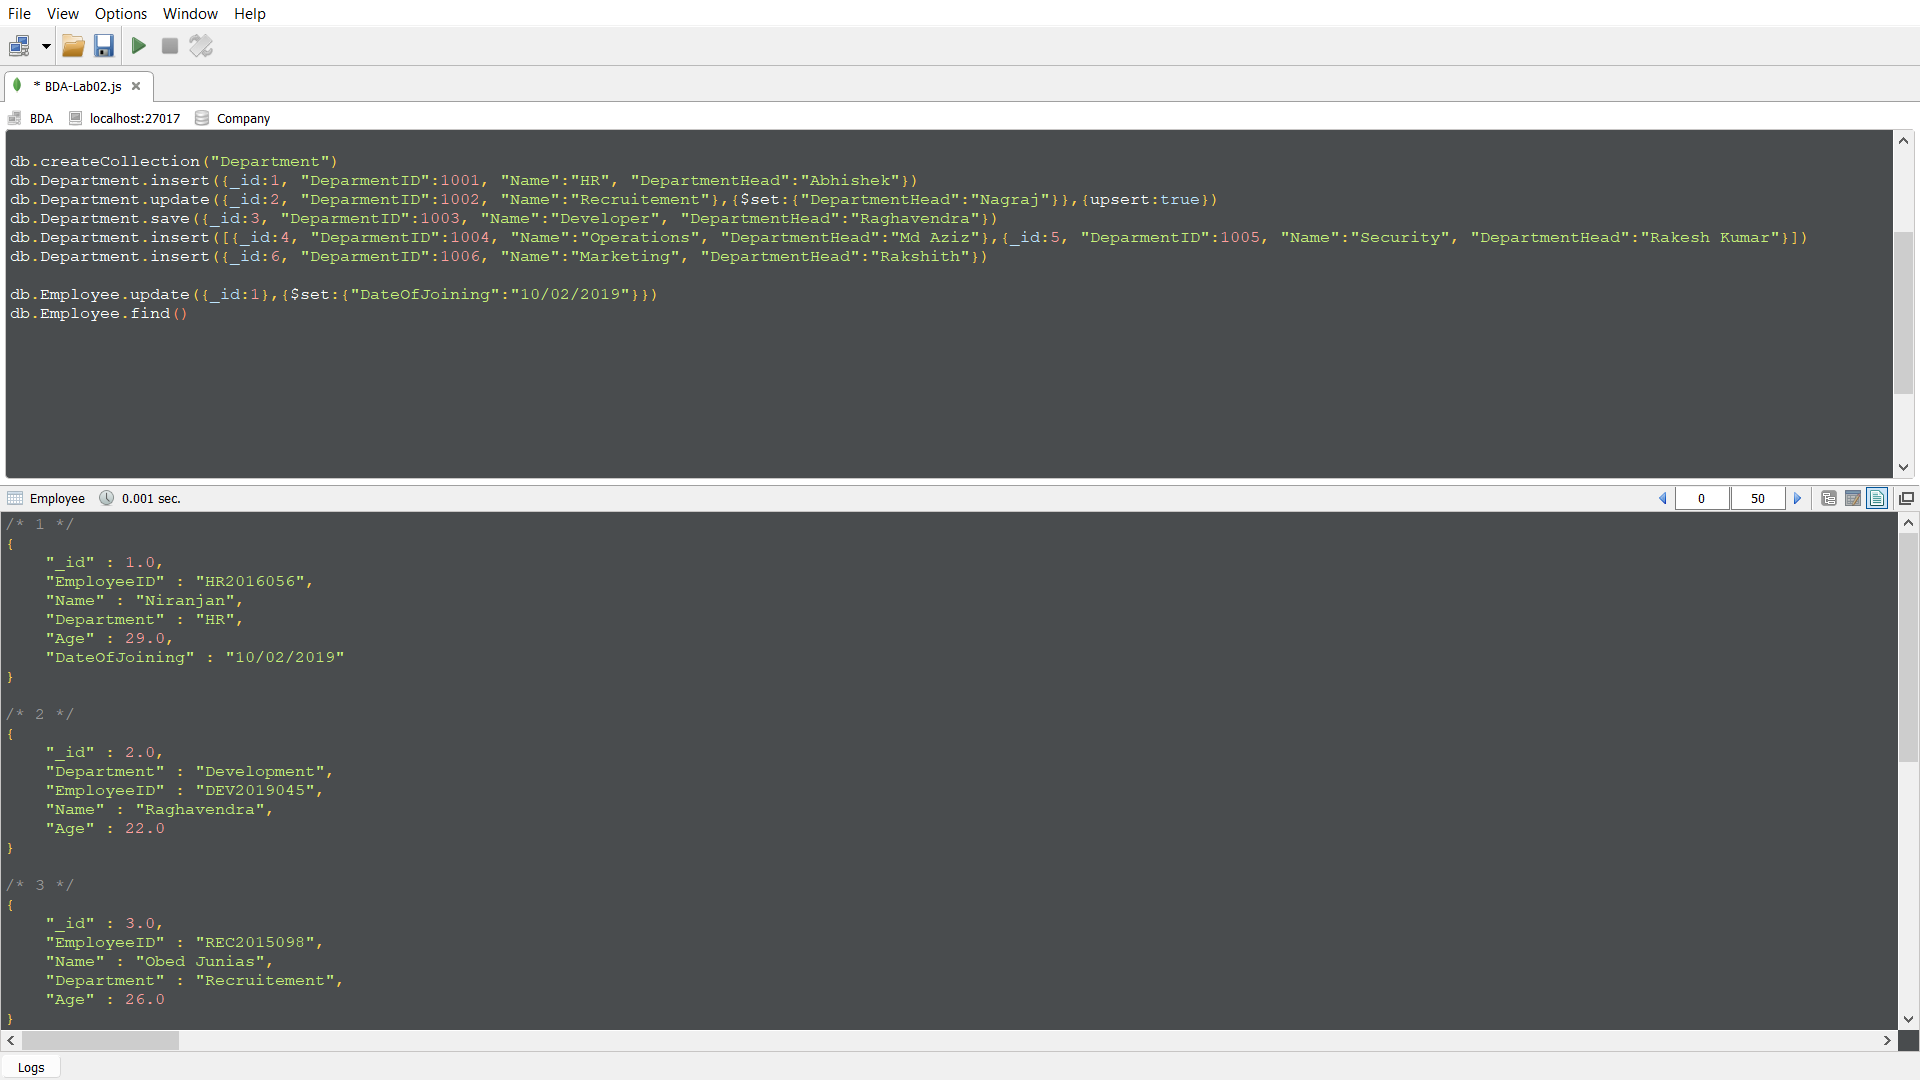 File View Options Window Help
* BDA-Lab02.js
BDA localhost:27017 Company
db.createCollection("Department")
db.Department.insert({_id:1, "DeparmentID":1001, "Name":"HR", "DepartmentHead":"Abhishek"})
db.Department.update({_id:2, "DeparmentID":1002, "Name":"Recruitement"},{$set:{"DepartmentHead":"Nagraj"}},{upsert:true})
db.Department.save({_id:3, "DeparmentID":1003, "Name":"Developer", "DepartmentHead":"Raghavendra"})
db.Department.insert([{_id:4, "DeparmentID":1004, "Name":"Operations", "DepartmentHead":"Md Aziz"},{_id:5, "DeparmentID":1005, "Name":"Security", "DepartmentHead":"Rakesh Kumar"}])
db.Department.insert({_id:6, "DeparmentID":1006, "Name":"Marketing", "DepartmentHead":"Rakshith"})
db.Employee.update({_id:1},{$set:{"DateOfJoining":"10/02/2019"}})
db.Employee.find()
Employee 0.001 sec. 0 50
/* 1 */
{
"_id" : 1.0,
"EmployeeID" : "HR2016056",
"Name" : "Niranjan",
"Department" : "HR",
"Age" : 29.0,
"DateOfJoining" : "10/02/2019"
}
/* 2 */
{
"_id" : 2.0,
"Department" : "Development",
"EmployeeID" : "DEV2019045",
"Name" : "Raghavendra",
"Age" : 22.0
}
/* 3 */
{
"_id" : 3.0,
"EmployeeID" : "REC2015098",
"Name" : "Obed Junias",
"Department" : "Recruitement",
"Age" : 26.0
}
Logs